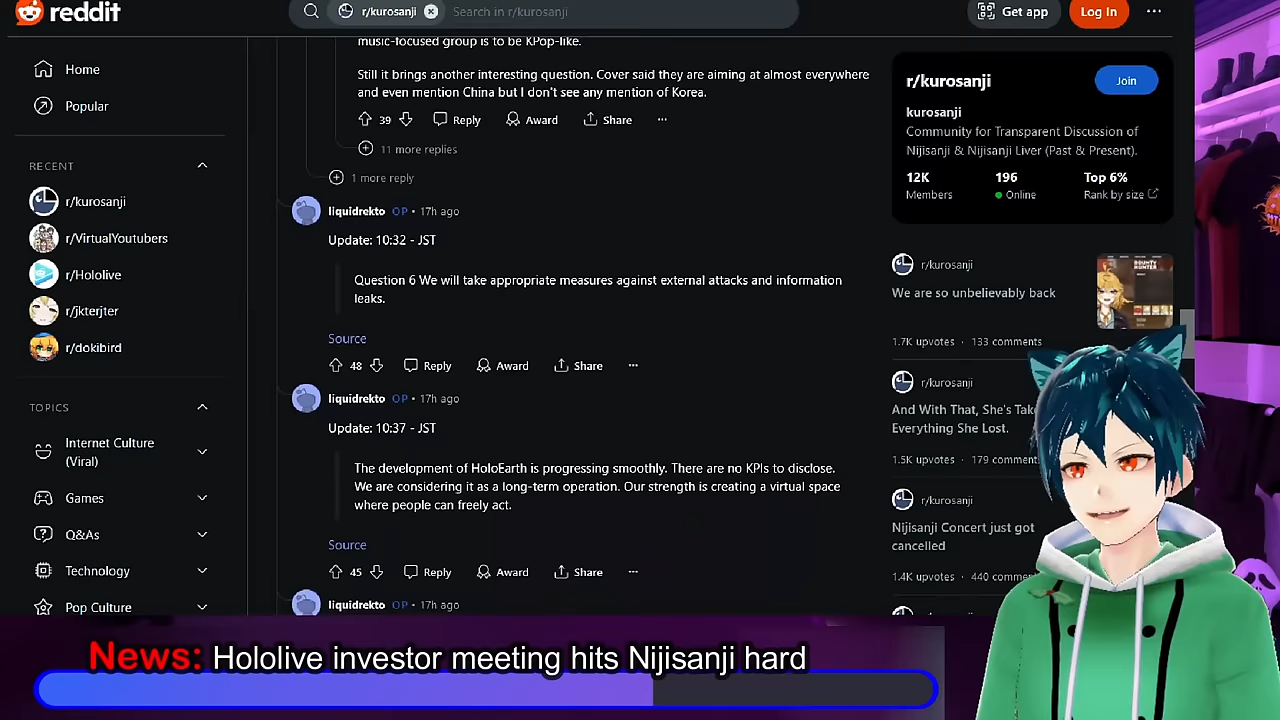 reddit
r/kurosanji
Search in r/kurosanji
Get app
Log In
Home
Popular
RECENT
r/kurosanji
r/VirtualYoutubers
r/Hololive
r/jkterjter
r/dokibird
TOPICS
Internet Culture
(Viral)
Games
Q&As
Technology
Pop Culture
music-focused group is to be KPop-like.
Still it brings another interesting question. Cover said they are aiming at almost everywhere
and even mention China but I don't see any mention of Korea.
39
Reply
Award
Share
11 more replies
1 more reply
liquidrekto OP • 17h ago
Update: 10:32 - JST
Question 6 We will take appropriate measures against external attacks and information
leaks.
Source
48
Reply
Award
Share
liquidrekto OP • 17h ago
Update: 10:37 - JST
The development of HoloEarth is progressing smoothly. There are no KPIs to disclose.
We are considering it as a long-term operation. Our strength is creating a virtual space
where people can freely act.
Source
45
Reply
Award
Share
liquidrekto OP • 17h ago
r/kurosanji
Join
kurosanji
Community for Transparent Discussion of
Nijisanji & Nijisanji Liver (Past & Present).
12K
196
Top 6%
Members
Online
Rank by size
r/kurosanji
We are so unbelievably back
BOUNTY
HUNTER
1.7K upvotes · 133 comments
r/kurosanji
And With That, She's
Everything She Lost.
1.5K upvotes · 179
r/kurosanji
Nijisanji Concert just got
cancelled
1.4K upvotes · 440
News: Hololive investor meeting hits Nijisanji hard